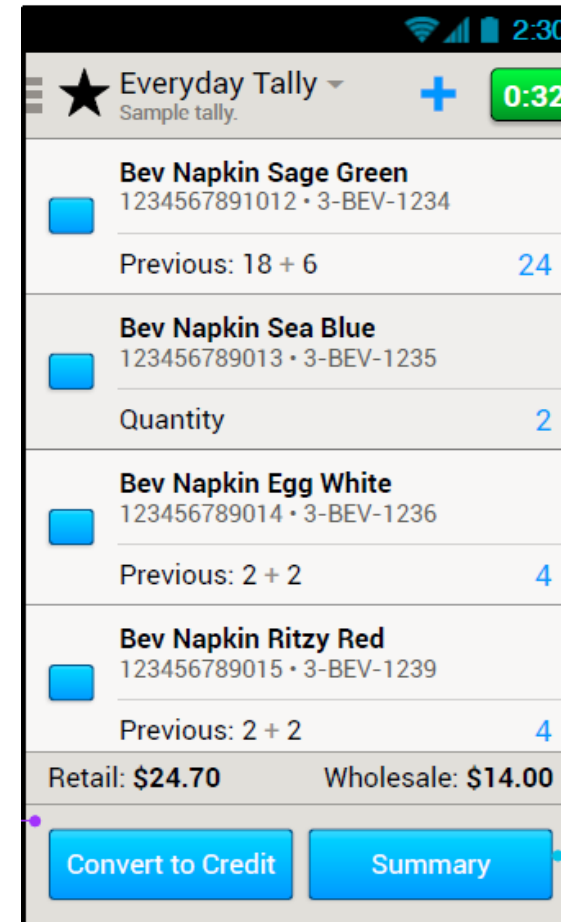 2:30
Everyday Tally
Sample tally.
0:32
Bev Napkin Sage Green
1234567891012 • 3-BEV-1234
Previous: 18 + 6 24
Bev Napkin Sea Blue
123456789013 • 3-BEV-1235
Quantity 2
Bev Napkin Egg White
123456789014 • 3-BEV-1236
Previous: 2 + 2 4
Bev Napkin Ritzy Red
123456789015 • 3-BEV-1239
Previous: 2 + 2 4
Retail: $24.70 Wholesale: $14.00
Convert to Credit Summary